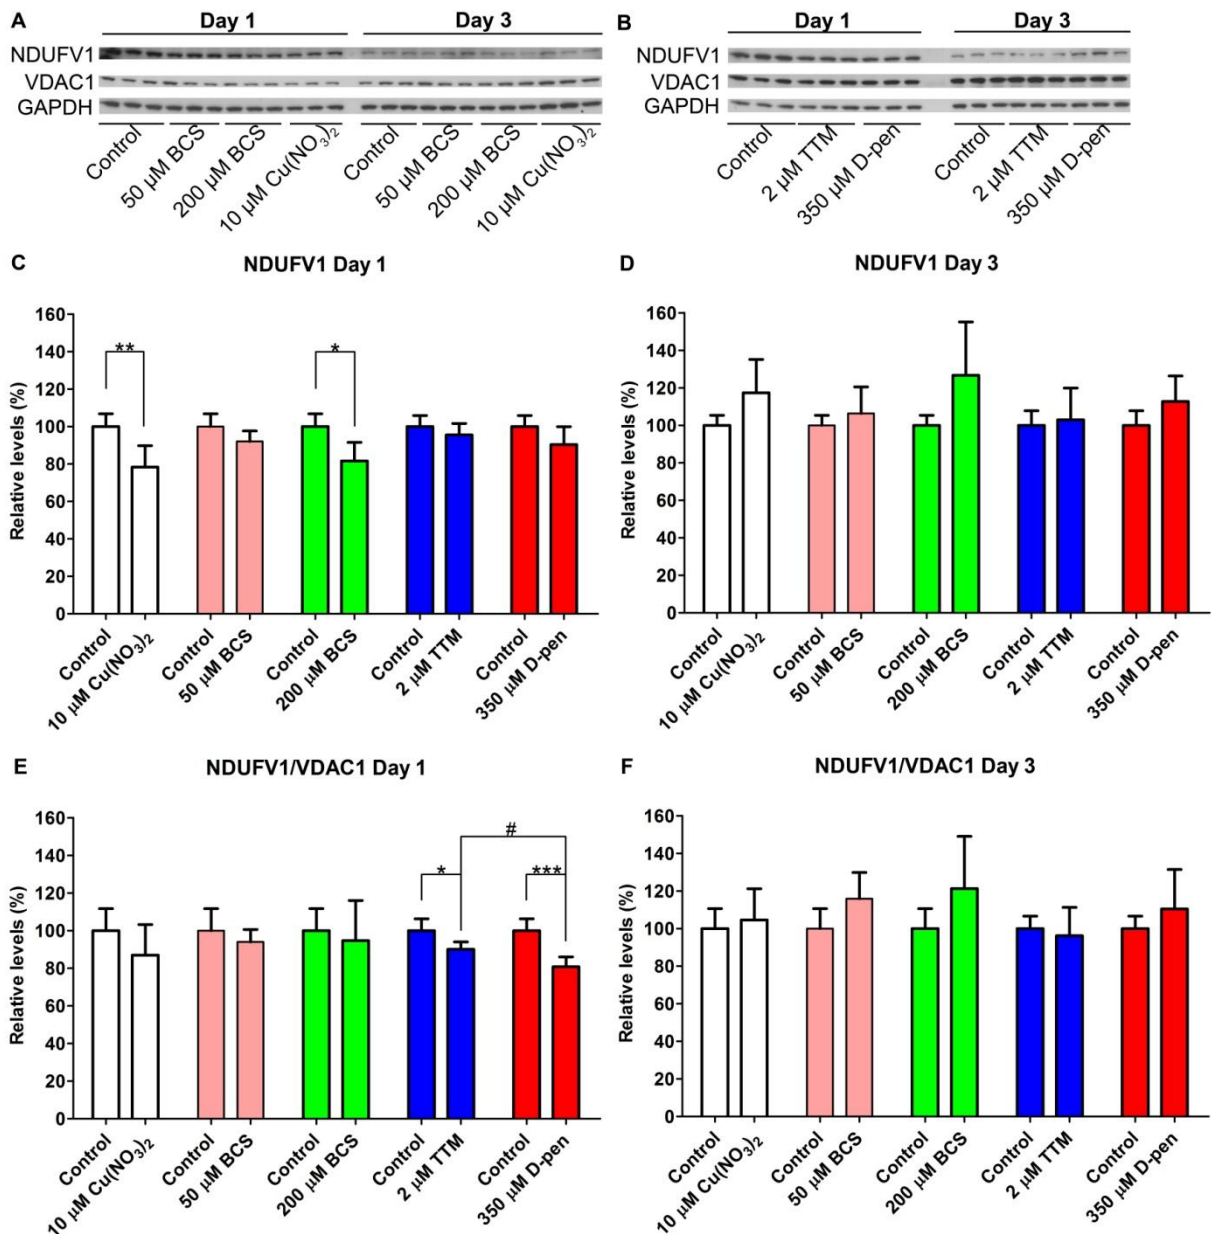 A
Day 1
Day 3
NDUFV1
VDAC1
GAPDH
Control
50 μM BCS
200 μM BCS
10 μM Cu(NO₃)₂
Control
50 μM BCS
200 μM BCS
10 μM Cu(NO₃)₂
B
Day 1
Day 3
NDUFV1
VDAC1
GAPDH
Control
2 μM TTM
350 μM D-pen
Control
2 μM TTM
350 μM D-pen
C
NDUFV1 Day 1
Relative levels (%)
160
140
120
100
80
60
40
20
0
**
*
Control
10 μM Cu(NO₃)₂
Control
50 μM BCS
Control
200 μM BCS
Control
2 μM TTM
Control
350 μM D-pen
D
NDUFV1 Day 3
Relative levels (%)
160
140
120
100
80
60
40
20
0
Control
10 μM Cu(NO₃)₂
Control
50 μM BCS
Control
200 μM BCS
Control
2 μM TTM
Control
350 μM D-pen
E
NDUFV1/VDAC1 Day 1
Relative levels (%)
160
140
120
100
80
60
40
20
0
#
*
***
Control
10 μM Cu(NO₃)₂
Control
50 μM BCS
Control
200 μM BCS
Control
2 μM TTM
Control
350 μM D-pen
F
NDUFV1/VDAC1 Day 3
Relative levels (%)
160
140
120
100
80
60
40
20
0
Control
10 μM Cu(NO₃)₂
Control
50 μM BCS
Control
200 μM BCS
Control
2 μM TTM
Control
350 μM D-pen